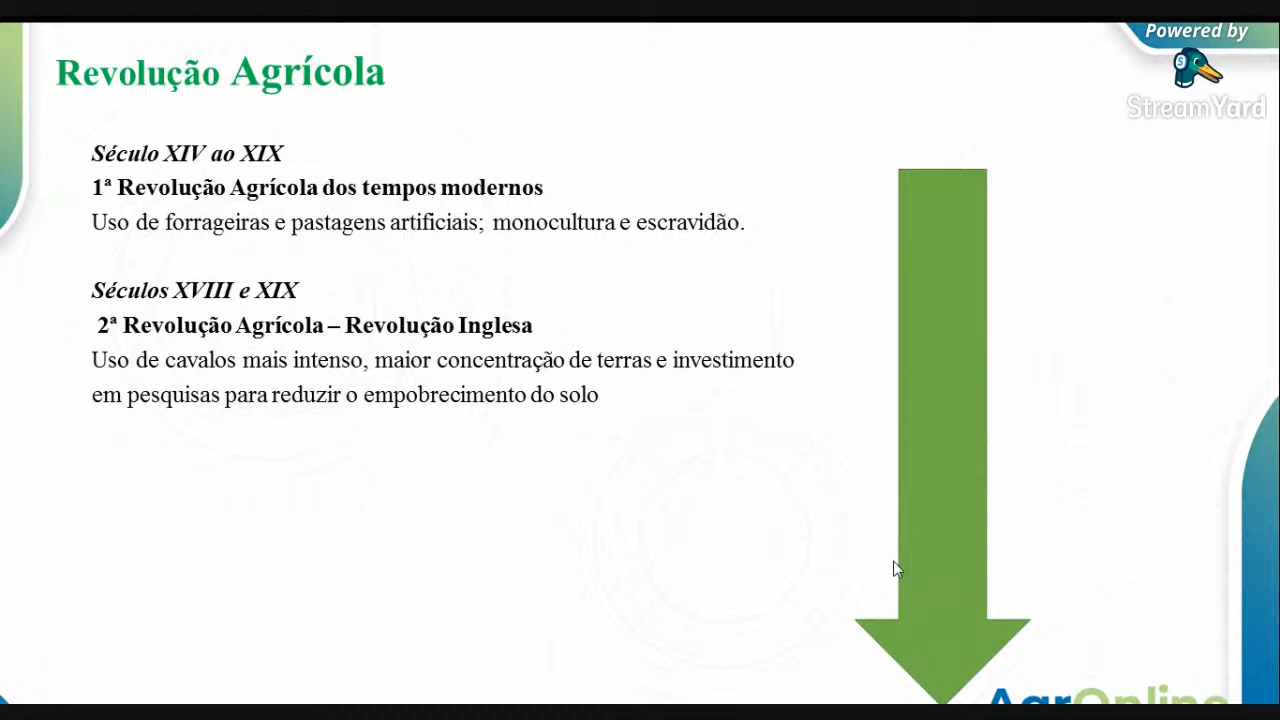 Powered by
StreamYard
Revolução Agrícola
Século XIV ao XIX
1ª Revolução Agrícola dos tempos modernos
Uso de forrageiras e pastagens artificiais; monocultura e escravidão.
Séculos XVIII e XIX
2ª Revolução Agrícola – Revolução Inglesa
Uso de cavalos mais intenso, maior concentração de terras e investimento
em pesquisas para reduzir o empobrecimento do solo
AgrOnline